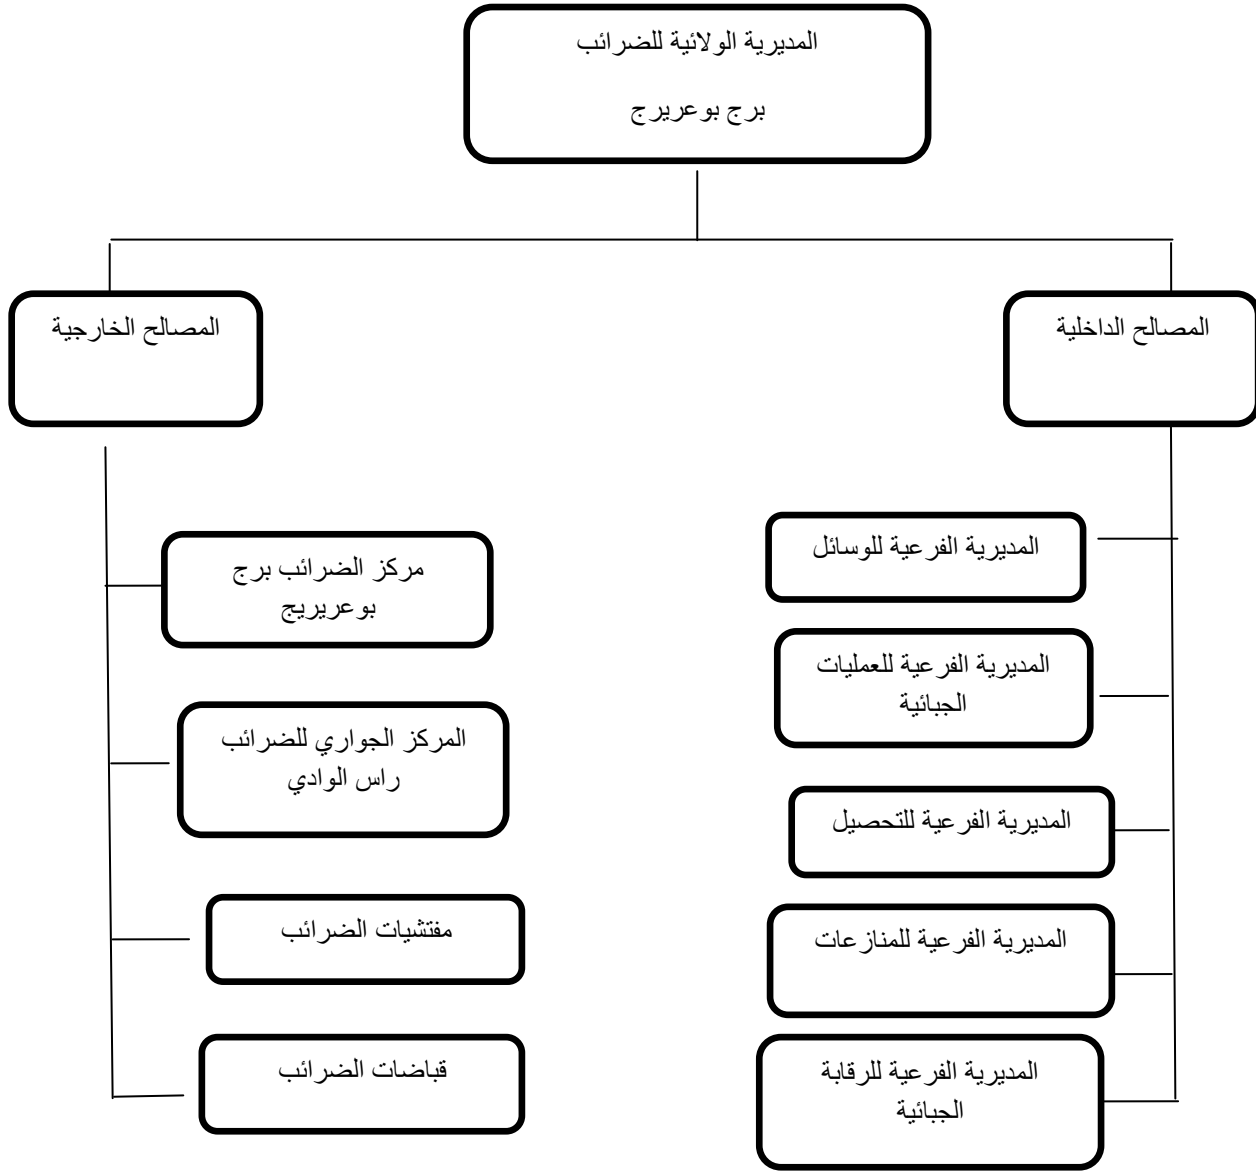 المديرية الولائية للضرائب
برج بوعريرج
المصالح الداخلية
المصالح الخارجية
المديرية الفرعية للوسائل
المديرية الفرعية للعمليات
الجبائية
المديرية الفرعية للتحصيل
المديرية الفرعية للمنازعات
المديرية الفرعية للرقابة
الجبائية
مركز الضرائب برج
بوعريريج
المركز الجواري للضرائب
راس الوادي
مفتشيات الضرائب
قباضات الضرائب